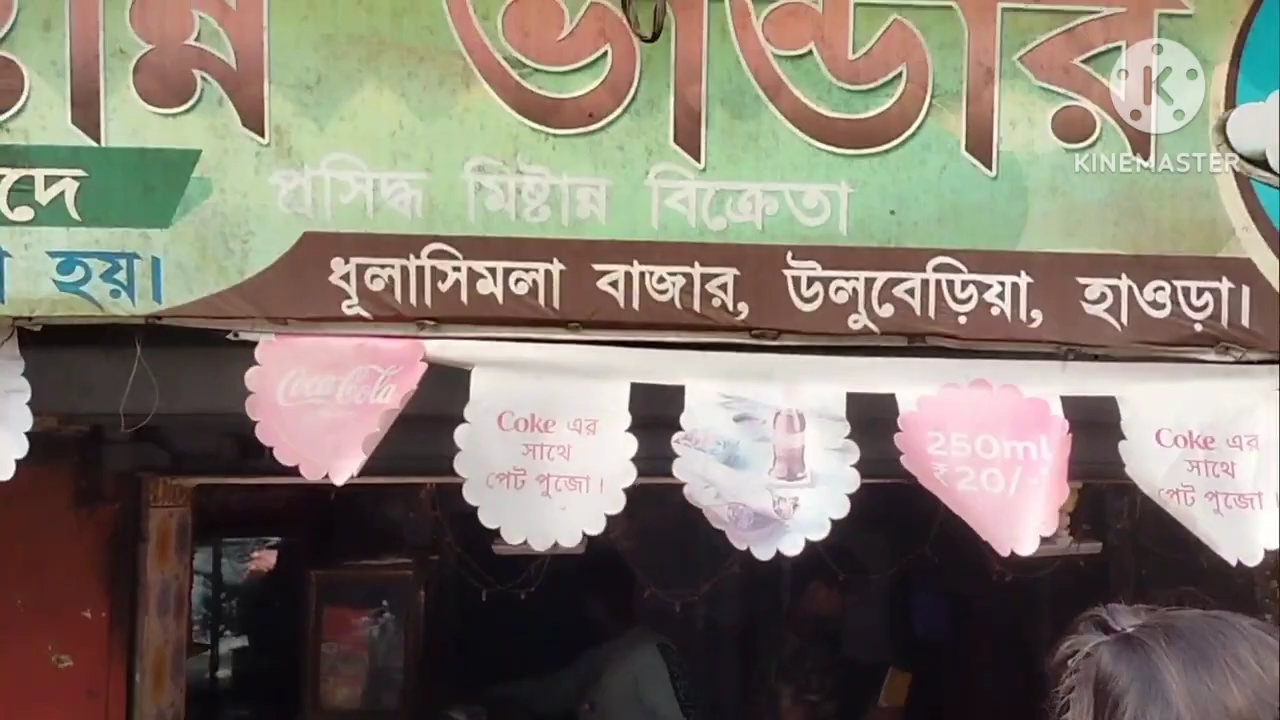 ভান্ডার
KINEMASTER
প্রসিদ্ধ মিষ্টান্ন বিক্রেতা
হয়।
ধূলাসিমলা বাজার, উলুবেড়িয়া, হাওড়া।
Coca-Cola
Coke এর
সাথে
পেট পুজো।
250ml
₹20/-
Coke এর
সাথে
পেট পুজো